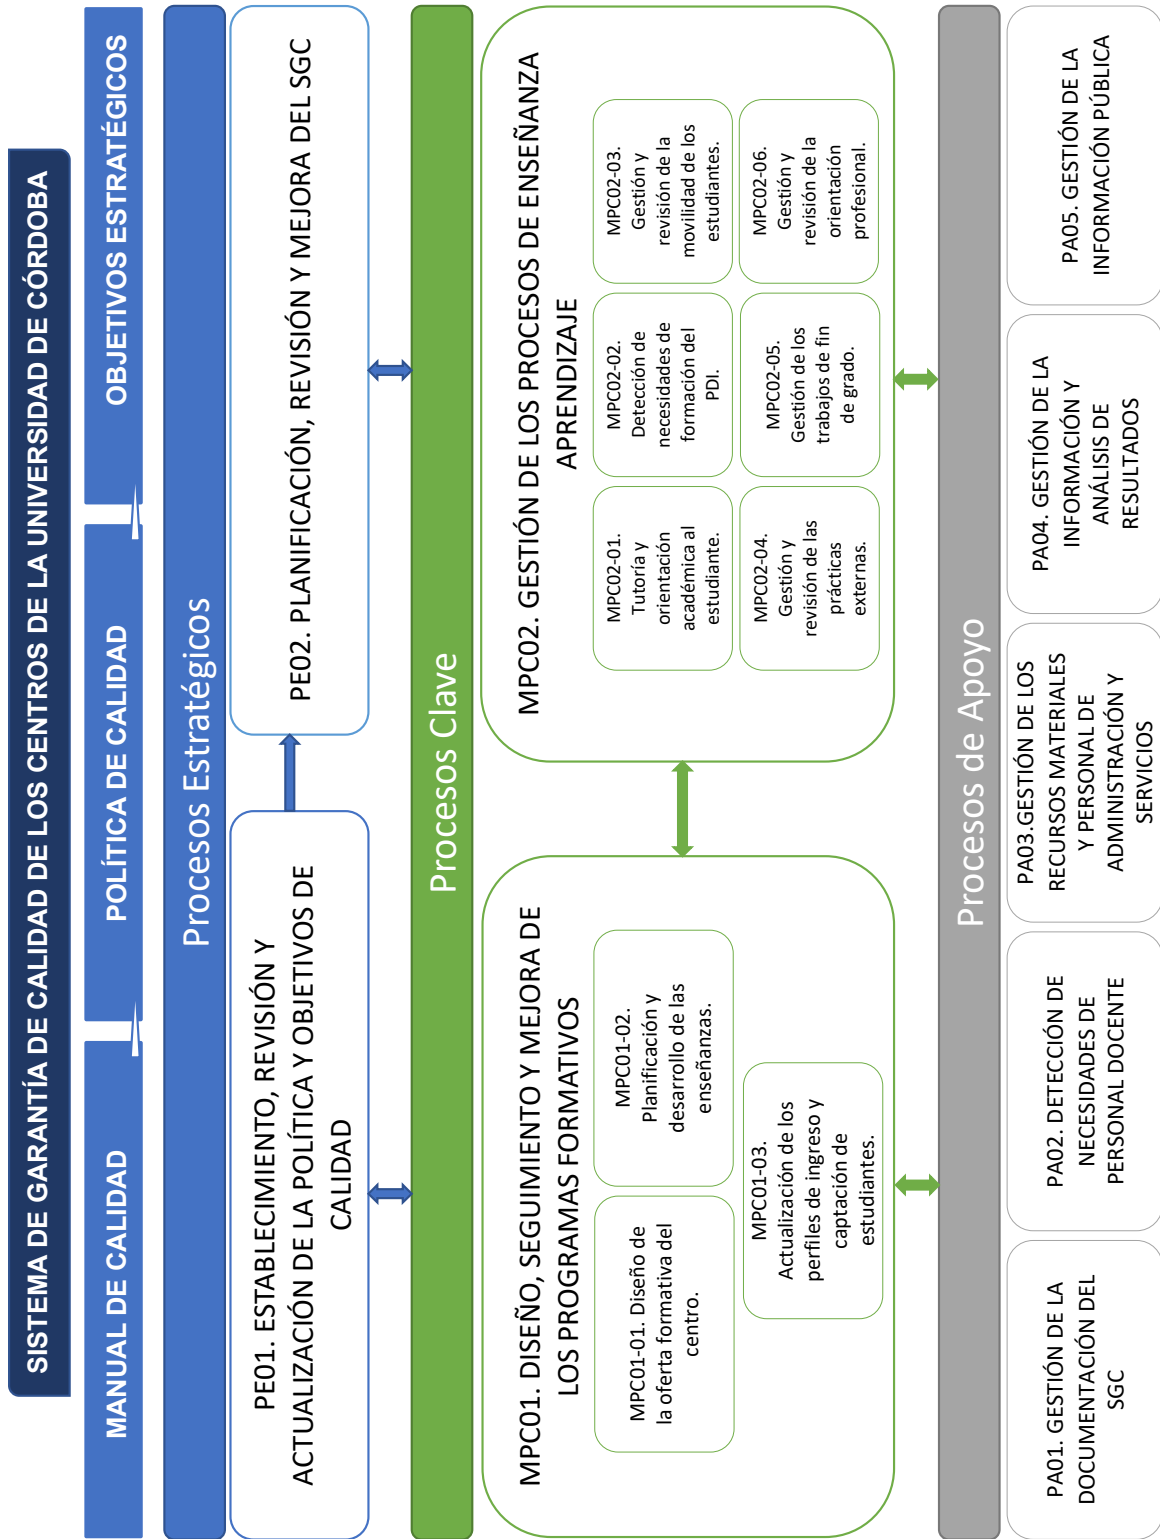 SISTEMA DE GARANTÍA DE CALIDAD DE LOS CENTROS DE LA UNIVERSIDAD DE CÓRDOBA
MANUAL DE CALIDAD
POLÍTICA DE CALIDAD
OBJETIVOS ESTRATÉGICOS
Procesos Estratégicos
PE01. ESTABLECIMIENTO, REVISIÓN Y
ACTUALIZACIÓN DE LA POLÍTICA Y OBJETIVOS DE
CALIDAD
PE02. PLANIFICACIÓN, REVISIÓN Y MEJORA DEL SGC
Procesos Clave
MPC01. DISEÑO, SEGUIMIENTO Y MEJORA DE
LOS PROGRAMAS FORMATIVOS
MPC01-01. Diseño de
la oferta formativa del
centro.
MPC01-02.
Planificación y
desarrollo de las
enseñanzas.
MPC01-03.
Actualización de los
perfiles de ingreso y
captación de
estudiantes.
MPC02. GESTIÓN DE LOS PROCESOS DE ENSEÑANZA
APRENDIZAJE
MPC02-01.
Tutoría y
orientación
académica al
estudiante.
MPC02-02.
Detección de
necesidades de
formación del
PDI.
MPC02-03.
Gestión y
revisión de la
movilidad de los
estudiantes.
MPC02-04.
Gestión y
revisión de las
prácticas
externas.
MPC02-05.
Gestión de los
trabajos de fin
de grado.
MPC02-06.
Gestión y
revisión de la
orientación
profesional.
Procesos de Apoyo
PA01. GESTIÓN DE LA
DOCUMENTACIÓN DEL
SGC
PA02. DETECCIÓN DE
NECESIDADES DE
PERSONAL DOCENTE
PA03.GESTIÓN DE LOS
RECURSOS MATERIALES
Y PERSONAL DE
ADMINISTRACIÓN Y
SERVICIOS
PA04. GESTIÓN DE LA
INFORMACIÓN Y
ANÁLISIS DE
RESULTADOS
PA05. GESTIÓN DE LA
INFORMACIÓN PÚBLICA